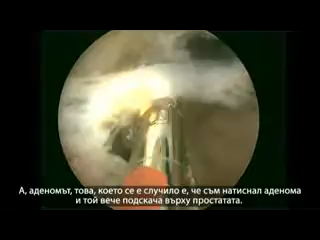 А, аденомът, това, което се е случило е, че съм натиснал аденома
и той вече подскача върху простатата.